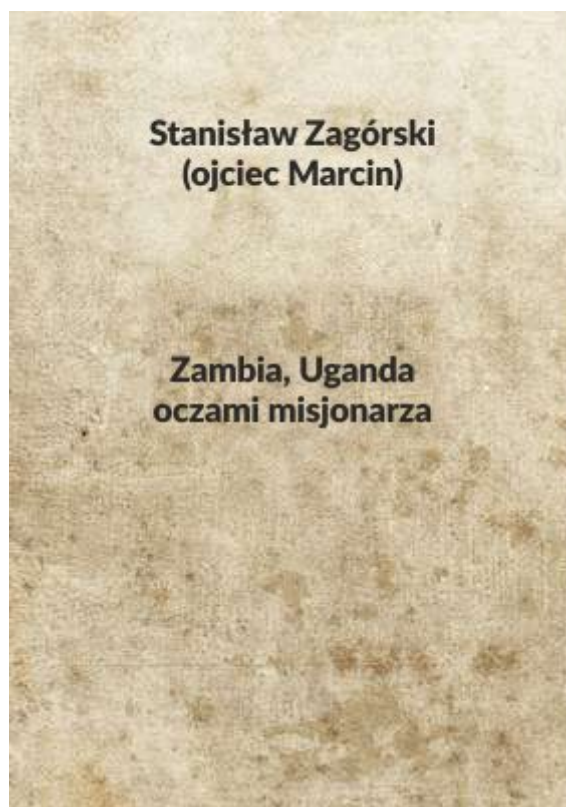 Stanisław Zagórski
(ojciec Marcin)
Zambia, Uganda
oczami misjonarza